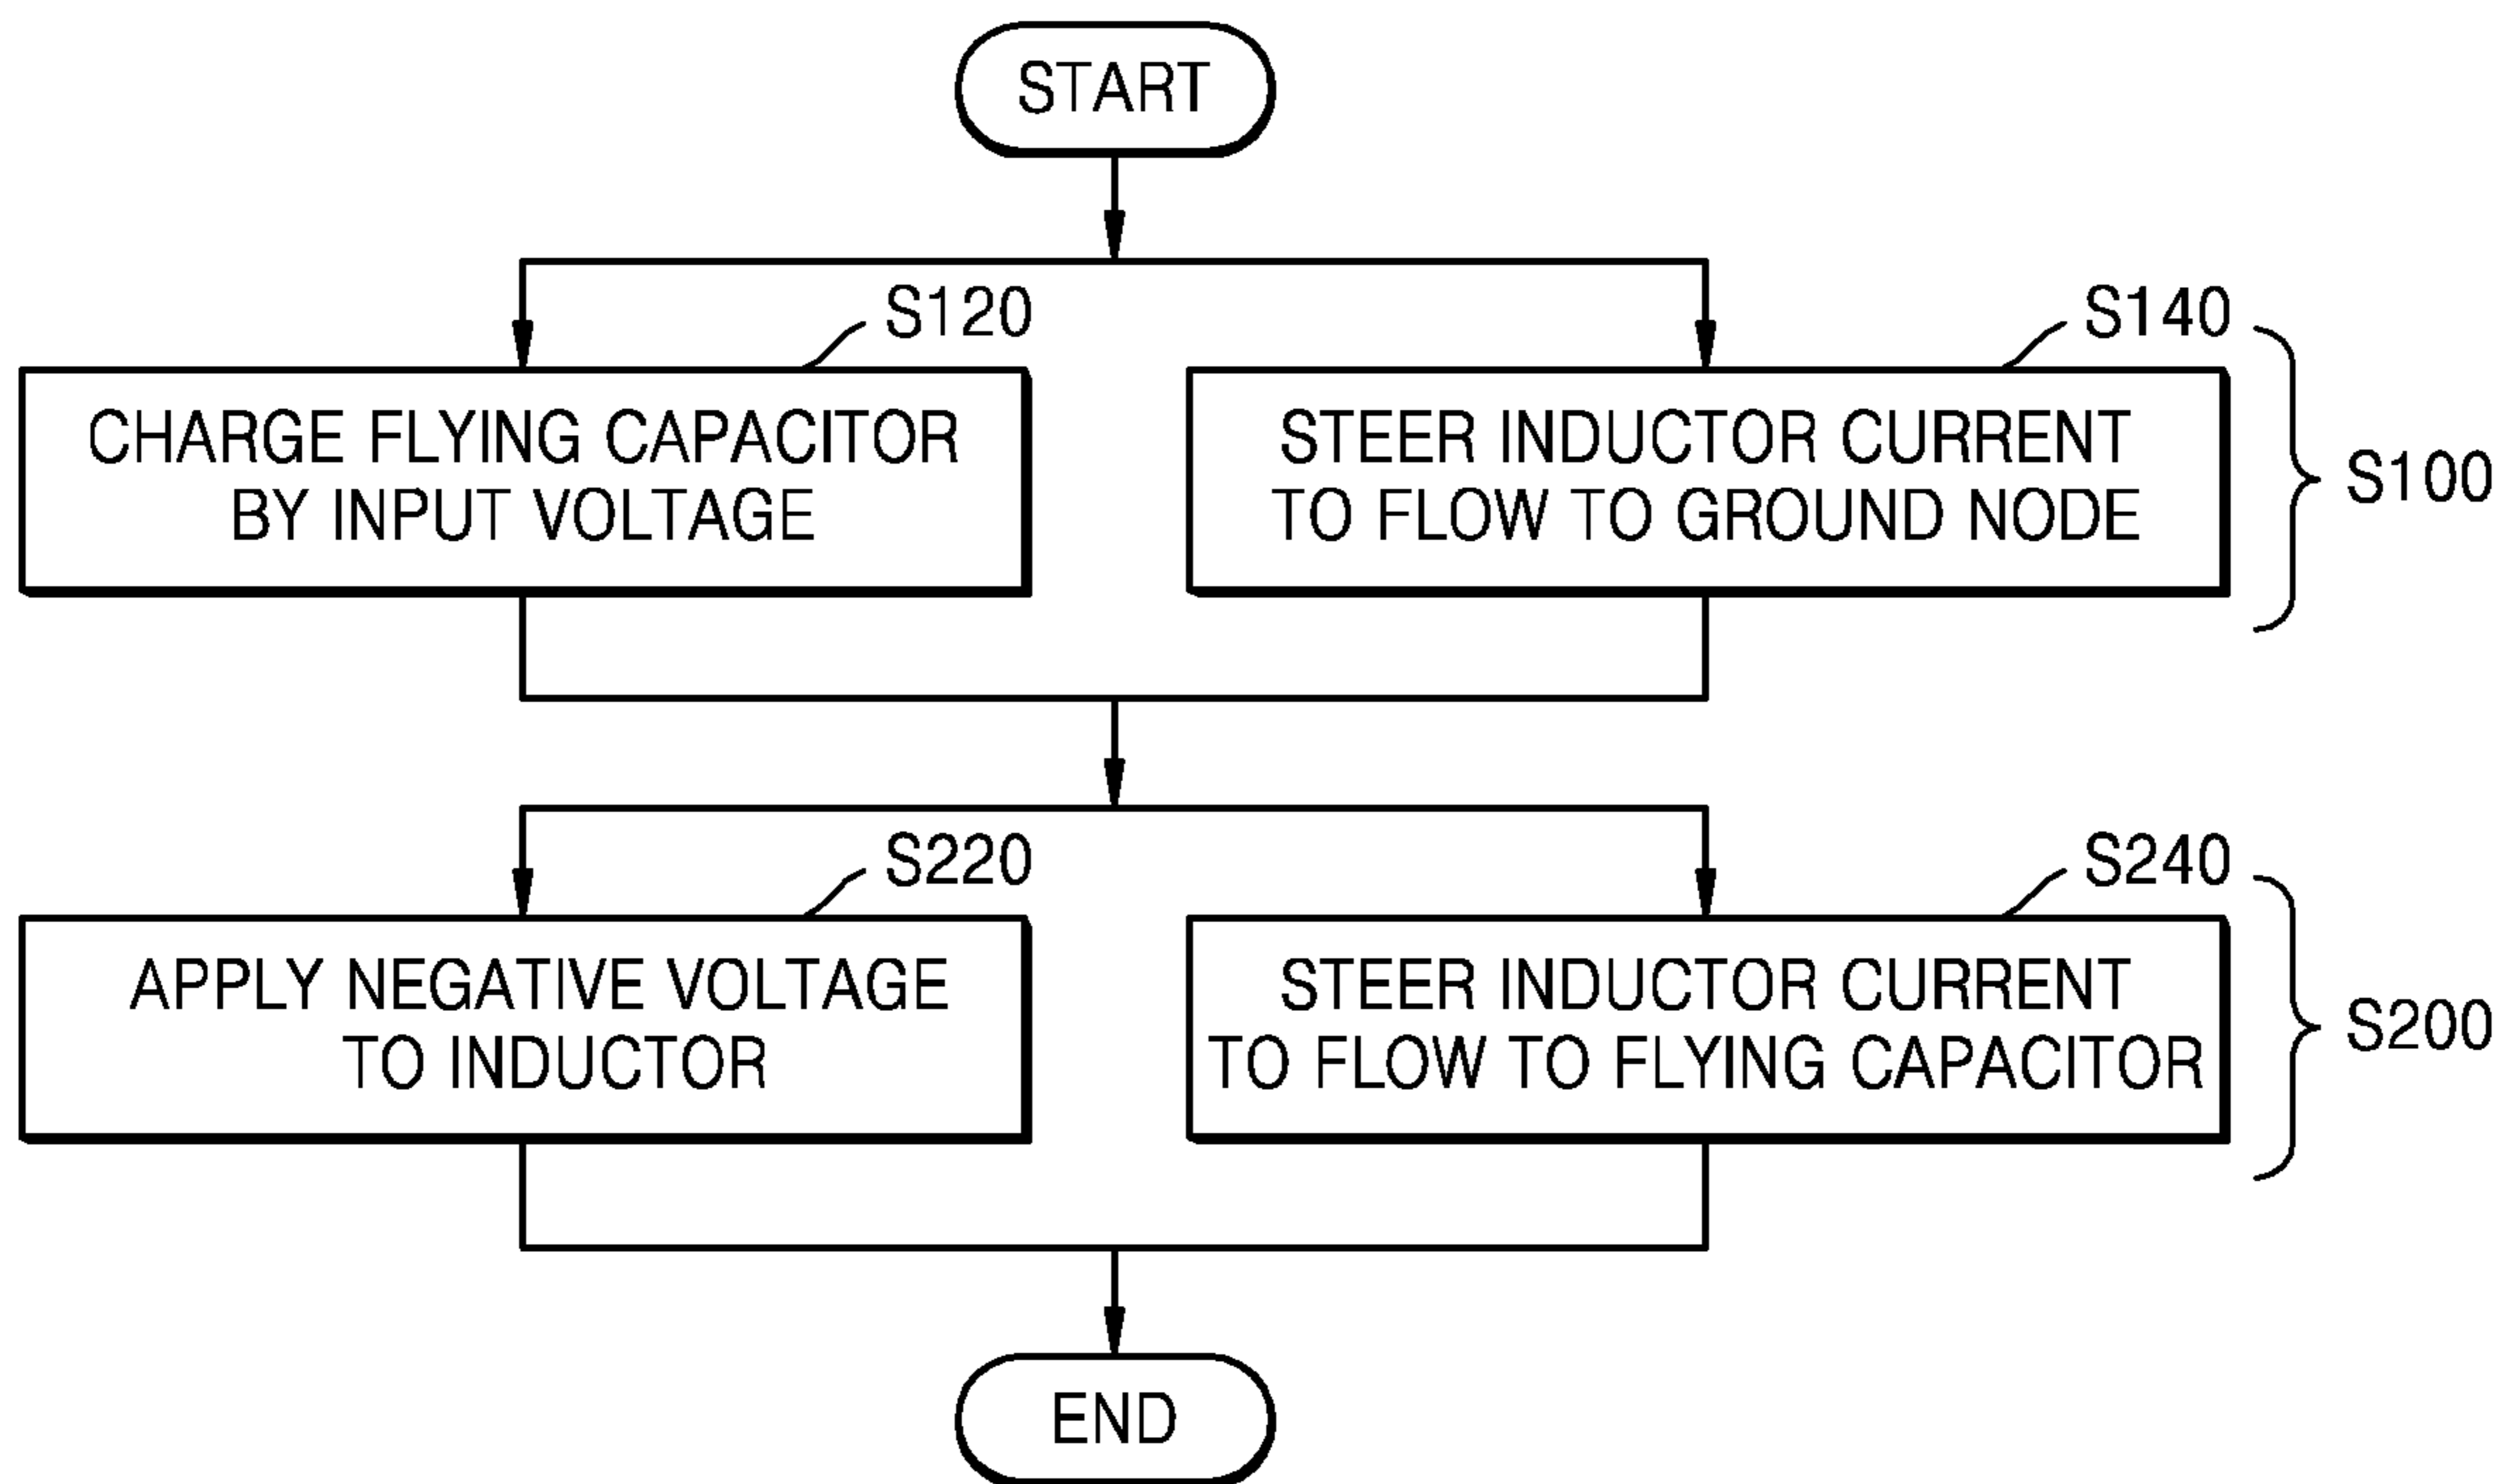 START
S120
S140
CHARGE FLYING CAPACITOR
BY INPUT VOLTAGE
STEER INDUCTOR CURRENT
TO FLOW TO GROUND NODE
S100
S220
S240
APPLY NEGATIVE VOLTAGE
TO INDUCTOR
STEER INDUCTOR CURRENT
TO FLOW TO FLYING CAPACITOR
S200
END